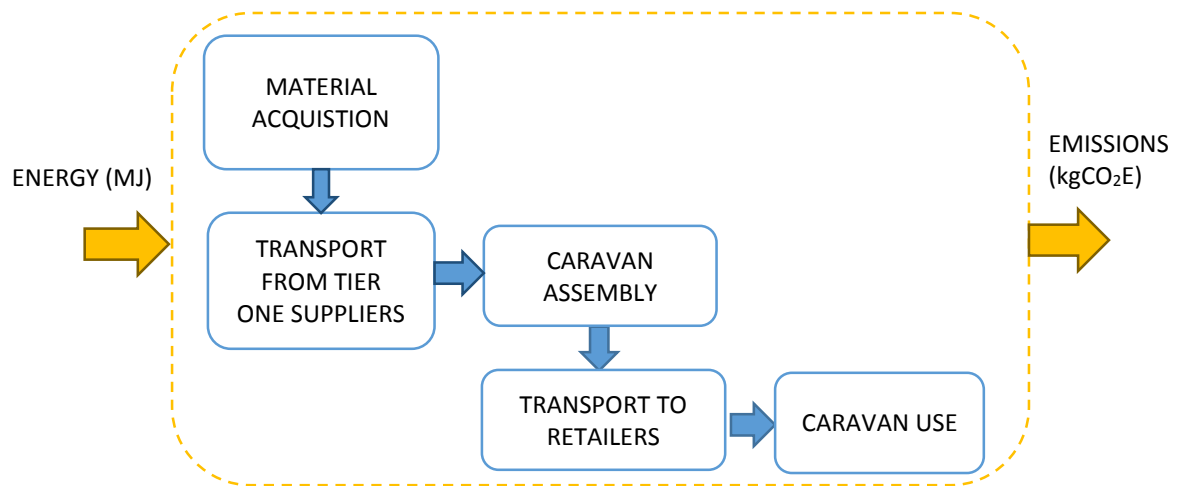 ENERGY (MJ)
MATERIAL
ACQUISTION
TRANSPORT
FROM TIER
ONE SUPPLIERS
CARAVAN
ASSEMBLY
TRANSPORT TO
RETAILERS
CARAVAN USE
EMISSIONS
(kgCO₂E)